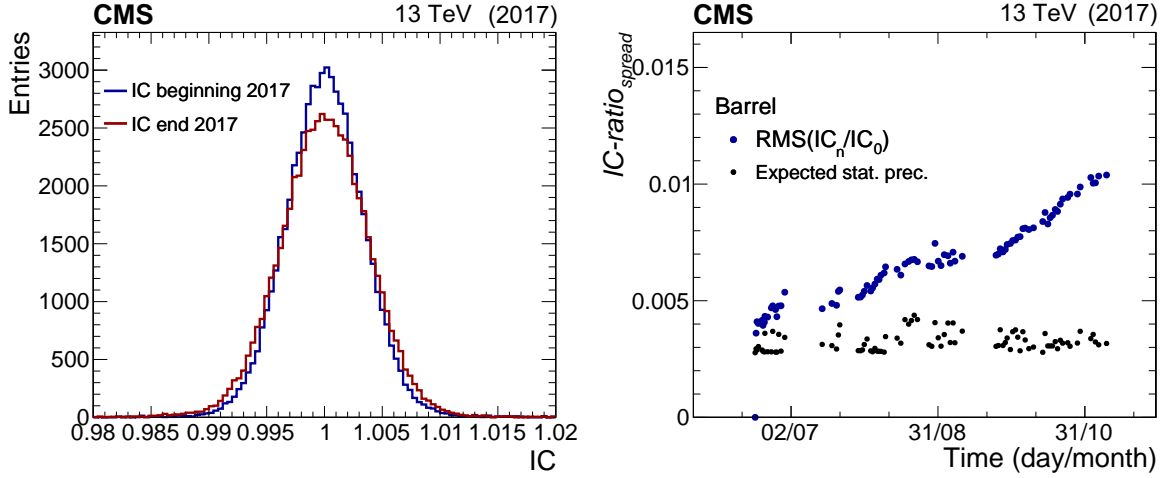 CMS 13 TeV (2017)
Entries
3000
2500
2000
1500
1000
500
0
IC beginning 2017
IC end 2017
0.98 0.985 0.99 0.995 1 1.005 1.01 1.015 1.02
IC
CMS 13 TeV (2017)
IC-ratio_spread
0.015
0.01
0.005
0
Barrel
RMS(IC_n/IC_0)
Expected stat. prec.
02/07 31/08 31/10
Time (day/month)